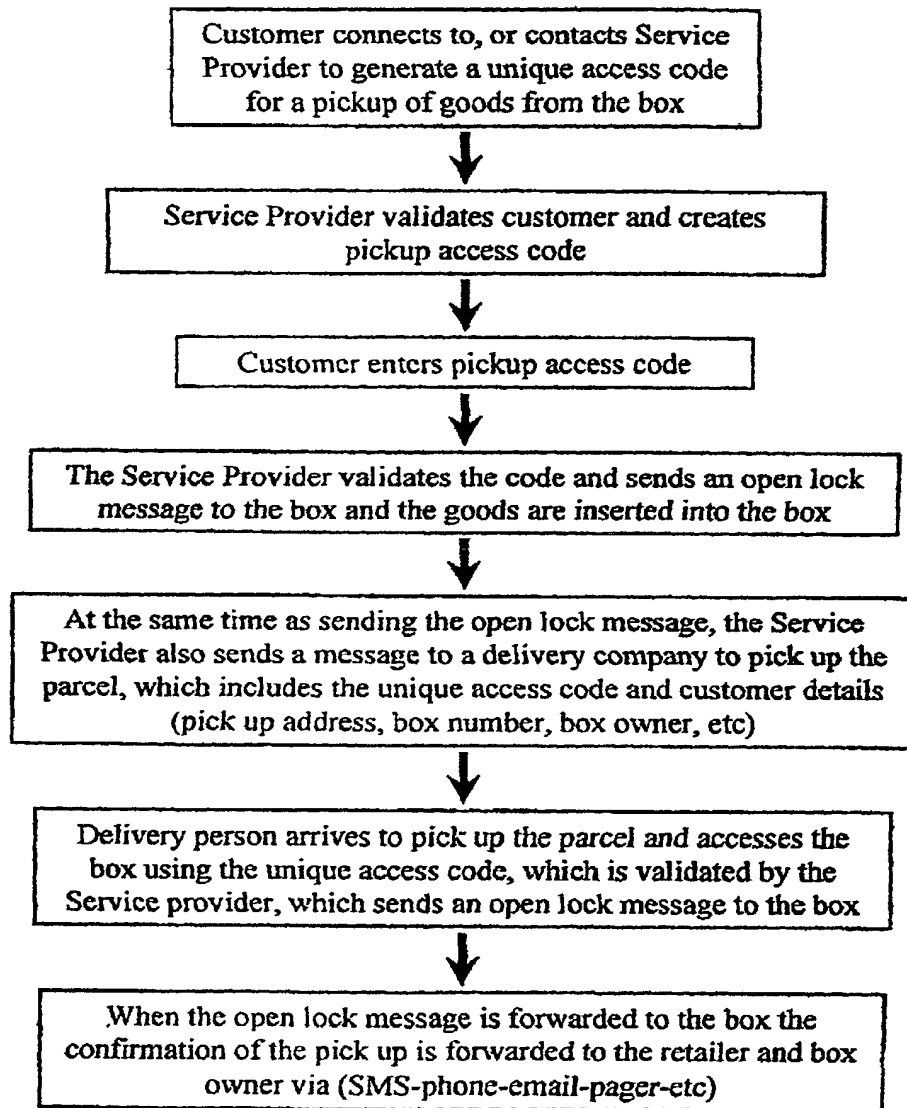 Customer connects to, or contacts Service
Provider to generate a unique access code
for a pickup of goods from the box
Service Provider validates customer and creates
pickup access code
Customer enters pickup access code
The Service Provider validates the code and sends an open lock
message to the box and the goods are inserted into the box
At the same time as sending the open lock message, the Service
Provider also sends a message to a delivery company to pick up the
parcel, which includes the unique access code and customer details
(pick up address, box number, box owner, etc)
Delivery person arrives to pick up the parcel and accesses the
box using the unique access code, which is validated by the
Service provider, which sends an open lock message to the box
When the open lock message is forwarded to the box the
confirmation of the pick up is forwarded to the retailer and box
owner via (SMS-phone-email-pager-etc)